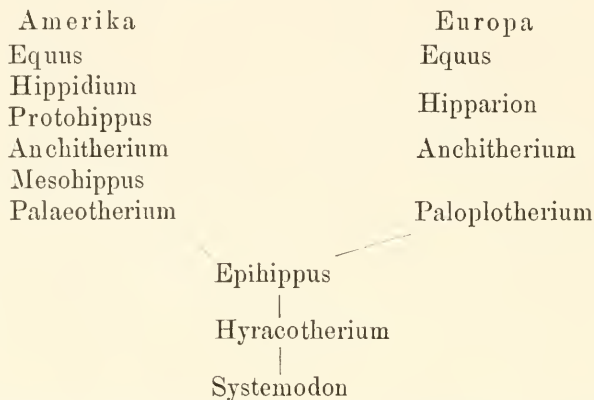 Amerika
Equus
Hippidium
Protohippus
Anchitherium
Mesohippus
Palaeotherium
Europa
Equus
Hipparion
Anchitherium
Paloplotherium
Epihippus
Hyracotherium
Systemodon